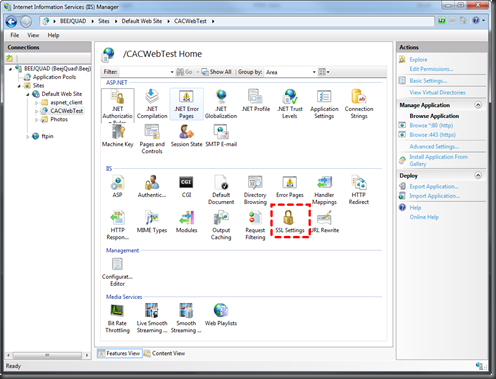 Internet Information Services (IIS) Manager
BEEJQUAD ▸ Sites ▸ Default Web Site ▸ CACWebTest
File View Help
Connections
BEEJQUAD (BeejQuad\Beej)
Application Pools
Sites
Default Web Site
aspnet_client
CACWebTest
Photos
ftpin
/CACWebTest Home
Filter: Go Show All Group by: Area
ASP.NET
.NET Authorizatio... Rules
.NET Compilation
.NET Error Pages
.NET Globalization
.NET Profile
.NET Trust Levels
Application Settings
Connection Strings
Machine Key
Pages and Controls
Session State
SMTP E-mail
IIS
ASP
Authentic...
CGI
Default Document
Directory Browsing
Error Pages
Handler Mappings
HTTP Redirect
HTTP Respon...
MIME Types
Modules
Output Caching
Request Filtering
SSL Settings
URL Rewrite
Management
Configurat... Editor
Media Services
Bit Rate Throttling
Live Smooth Streaming ...
Smooth Streaming ...
Web Playlists
Features View Content View
Actions
Explore
Edit Permissions...
Basic Settings...
View Virtual Directories
Manage Application
Browse Application
Browse *:80 (http)
Browse *:443 (https)
Advanced Settings...
Install Application From Gallery
Deploy
Export Application...
Import Application...
Help
Online Help
Ready